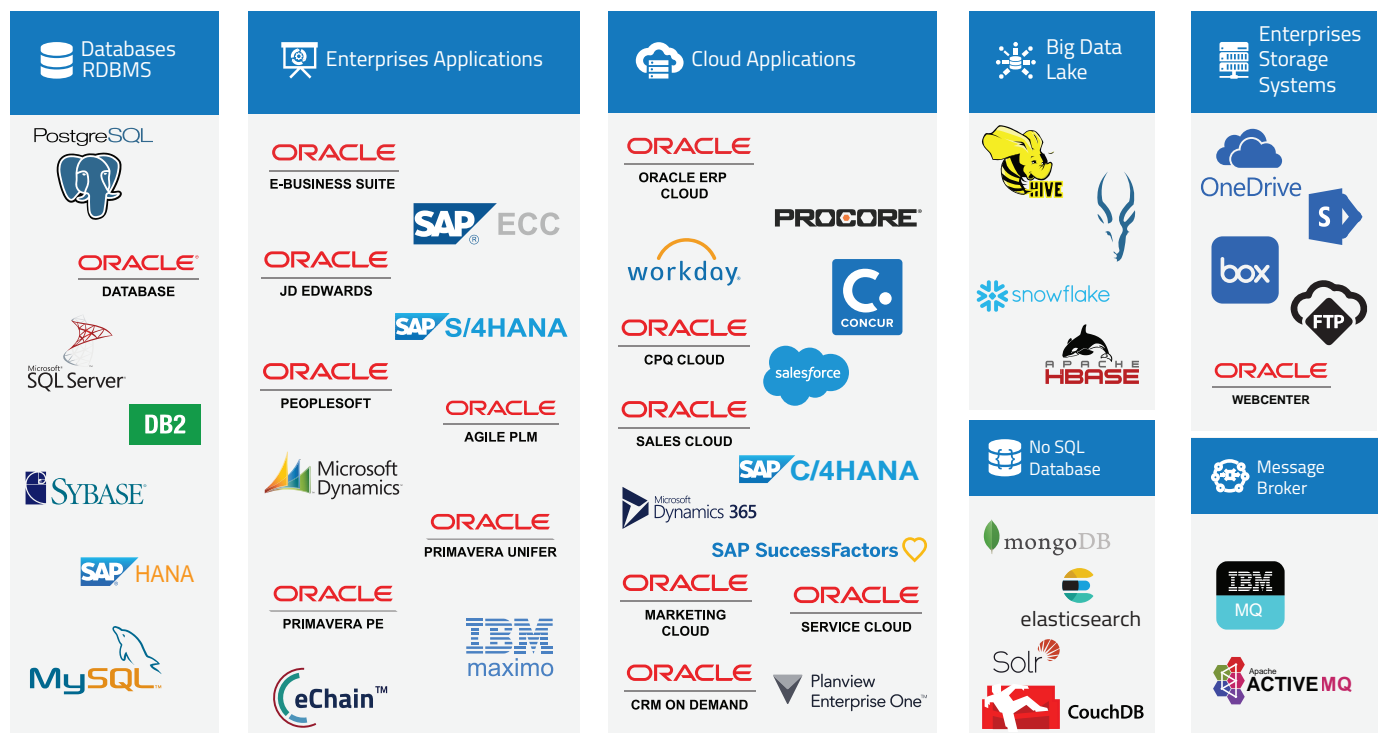 Databases
RDBMS
PostgreSQL
ORACLE®
DATABASE
Microsoft®
SQL Server®
DB2
SYBASE®
SAP HANA
MySQL™
Enterprises Applications
ORACLE
E-BUSINESS SUITE
SAP® ECC
ORACLE
JD EDWARDS
SAP S/4HANA
ORACLE
PEOPLESOFT
ORACLE
AGILE PLM
Microsoft
Dynamics™
ORACLE
PRIMAVERA UNIFER
ORACLE
PRIMAVERA PE
IBM
maximo
eChain™
Cloud Applications
ORACLE
ORACLE ERP
CLOUD
PROCORE®
workday®
C.
CONCUR
ORACLE
CPQ CLOUD
salesforce
ORACLE
SALES CLOUD
SAP C/4HANA
Microsoft
Dynamics 365
SAP SuccessFactors
ORACLE
MARKETING
CLOUD
ORACLE
SERVICE CLOUD
ORACLE
CRM ON DEMAND
Planview
Enterprise One™
Big Data
Lake
HIVE
snowflake
APACHE
HBASE
No SQL
Database
mongoDB
elasticsearch
Solr
CouchDB
Enterprises
Storage
Systems
OneDrive
S
box
FTP
ORACLE
WEBCENTER
Message
Broker
IBM
MQ
Apache
ACTIVEMQ